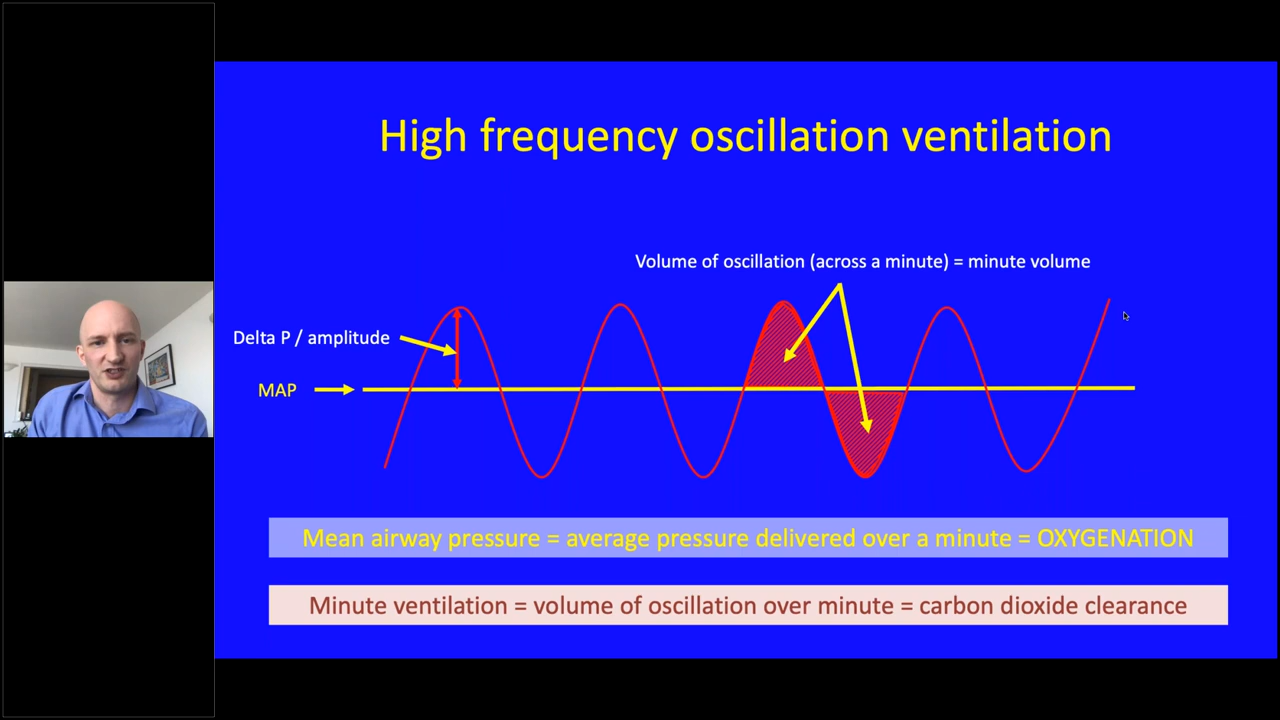 High frequency oscillation ventilation
Volume of oscillation (across a minute) = minute volume
Delta P / amplitude
MAP
Mean airway pressure = average pressure delivered over a minute = OXYGENATION
Minute ventilation = volume of oscillation over minute = carbon dioxide clearance